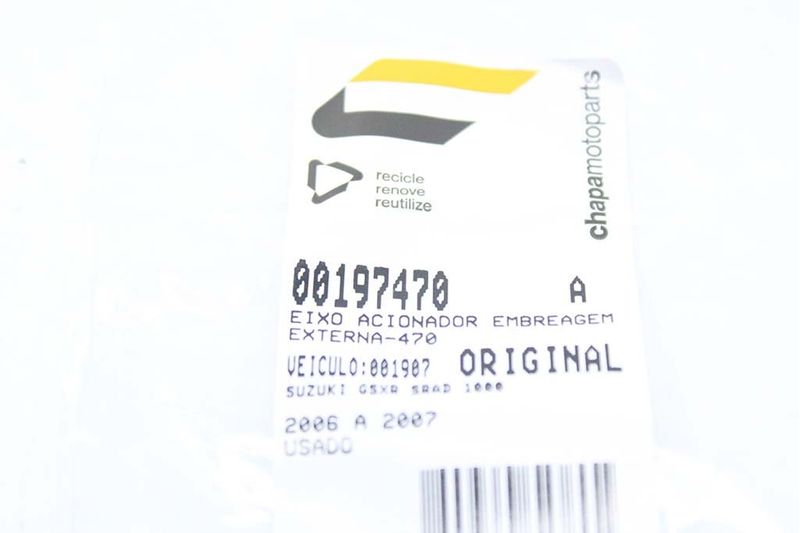 chapamotoparts
recicle
renove
reutilize
00197470 A
EIXO ACIONADOR EMBREAGEM
EXTERNA-470
VEICULO:001907 ORIGINAL
SUZUKI GSXR SRAD 1000
2006 A 2007
USADO